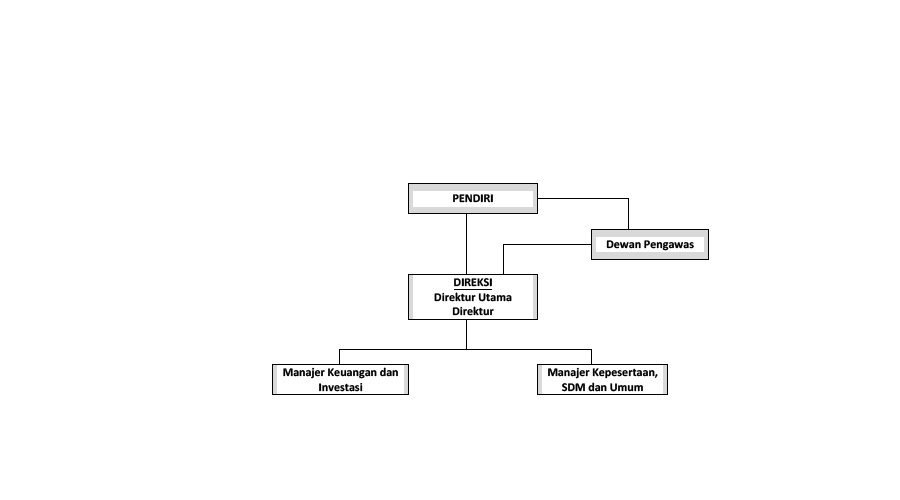 PENDIRI
Dewan Pengawas
DIREKSI
Direktur Utama
Direktur
Manajer Keuangan dan
Investasi
Manajer Kepesertaan,
SDM dan Umum